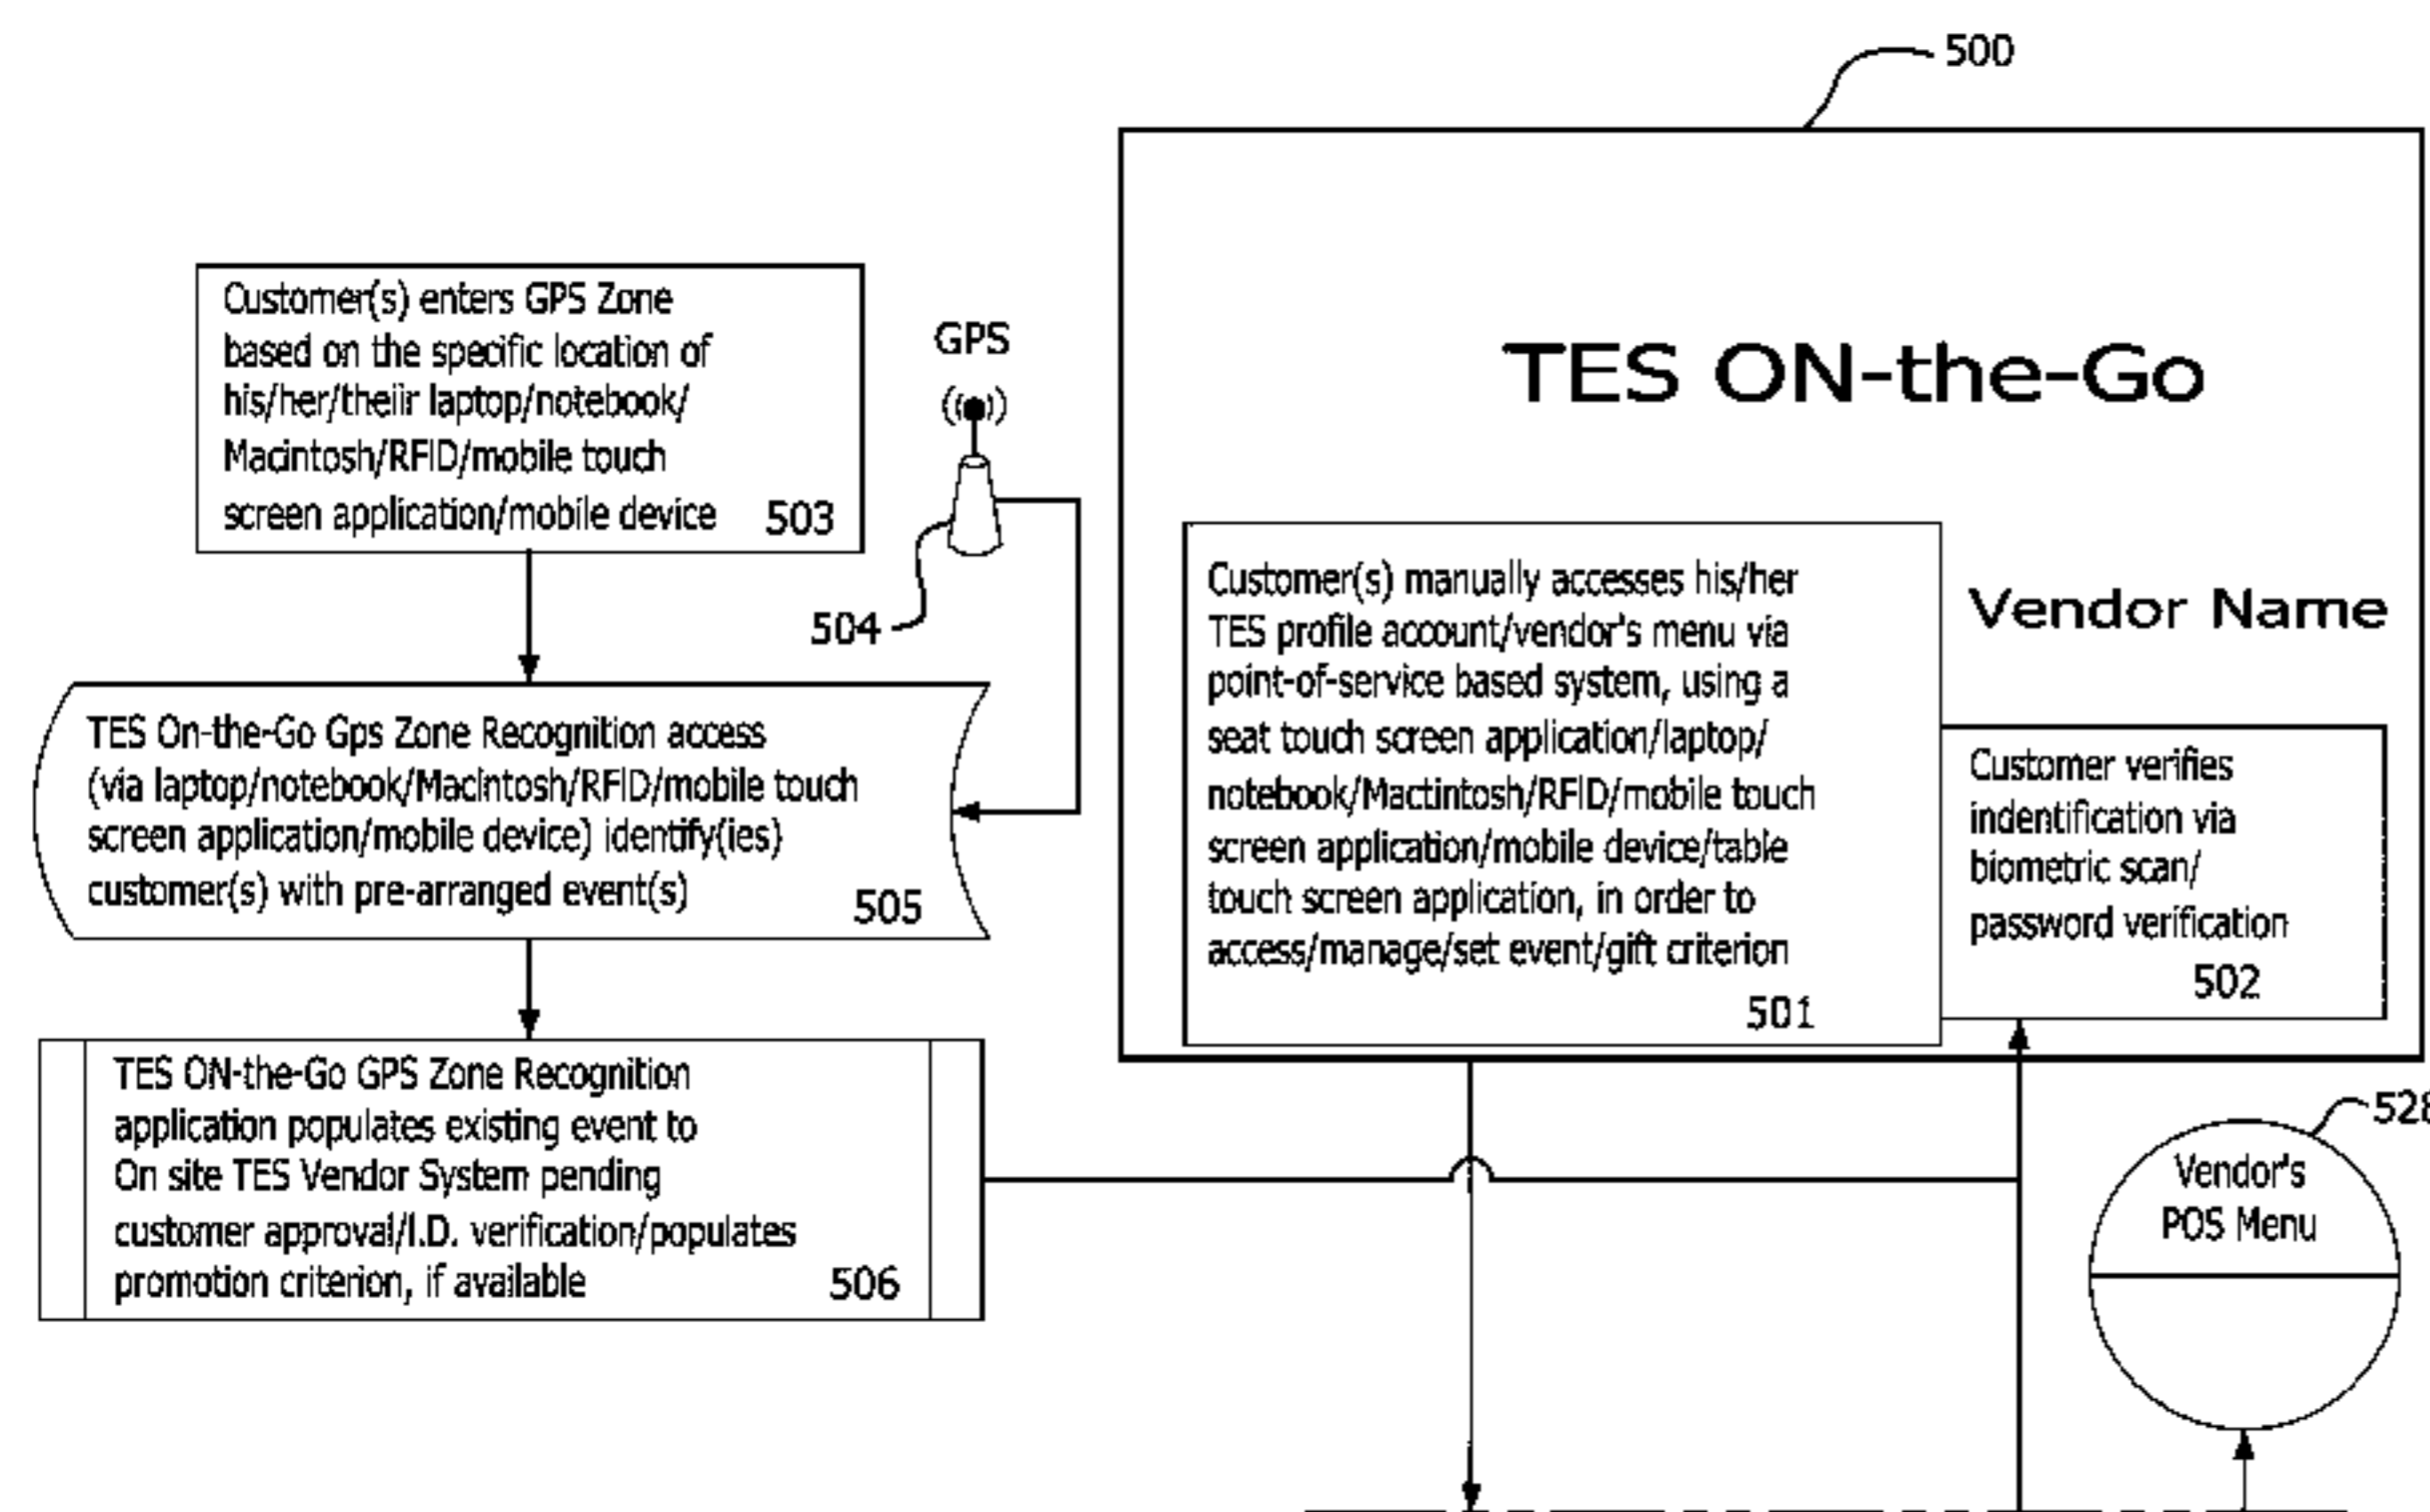 500
TES ON-the-Go
Vendor Name
Customer(s) enters GPS Zone
based on the specific location of
his/her/theiir laptop/notebook/
Macintosh/RFID/mobile touch
screen application/mobile device 503
GPS
504
Customer(s) manually accesses his/her
TES profile account/vendor's menu via
point-of-service based system, using a
seat touch screen application/laptop/
notebook/Mactintosh/RFID/mobile touch
screen application/mobile device/table
touch screen application, in order to
access/manage/set event/gift criterion
501
Customer verifies
indentification via
biometric scan/
password verification
502
TES On-the-Go Gps Zone Recognition access
(via laptop/notebook/Macintosh/RFID/mobile touch
screen application/mobile device) identify(ies)
customer(s) with pre-arranged event(s)
505
TES ON-the-Go GPS Zone Recognition
application populates existing event to
On site TES Vendor System pending
customer approval/I.D. verification/populates
promotion criterion, if available 506
528
Vendor's
POS Menu